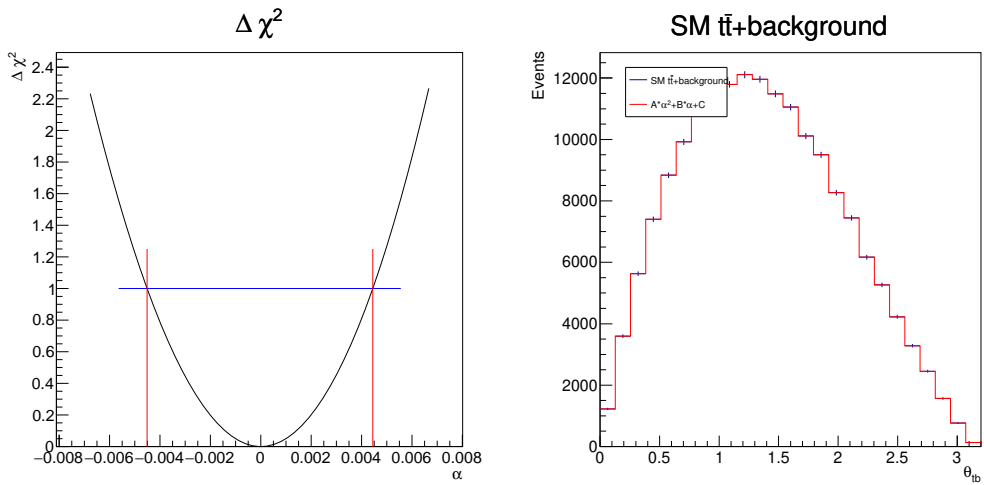 Δ χ²
Δ χ²
2.4
2.2
2
1.8
1.6
1.4
1.2
1
0.8
0.6
0.4
0.2
0
−0.008 −0.006 −0.004 −0.002 0 0.002 0.004 0.006 0.008
α
SM tt̄+background
Events
SM tt̄+background
A*α²+B*α+C
12000
10000
8000
6000
4000
2000
0
0 0.5 1 1.5 2 2.5 3
θtb